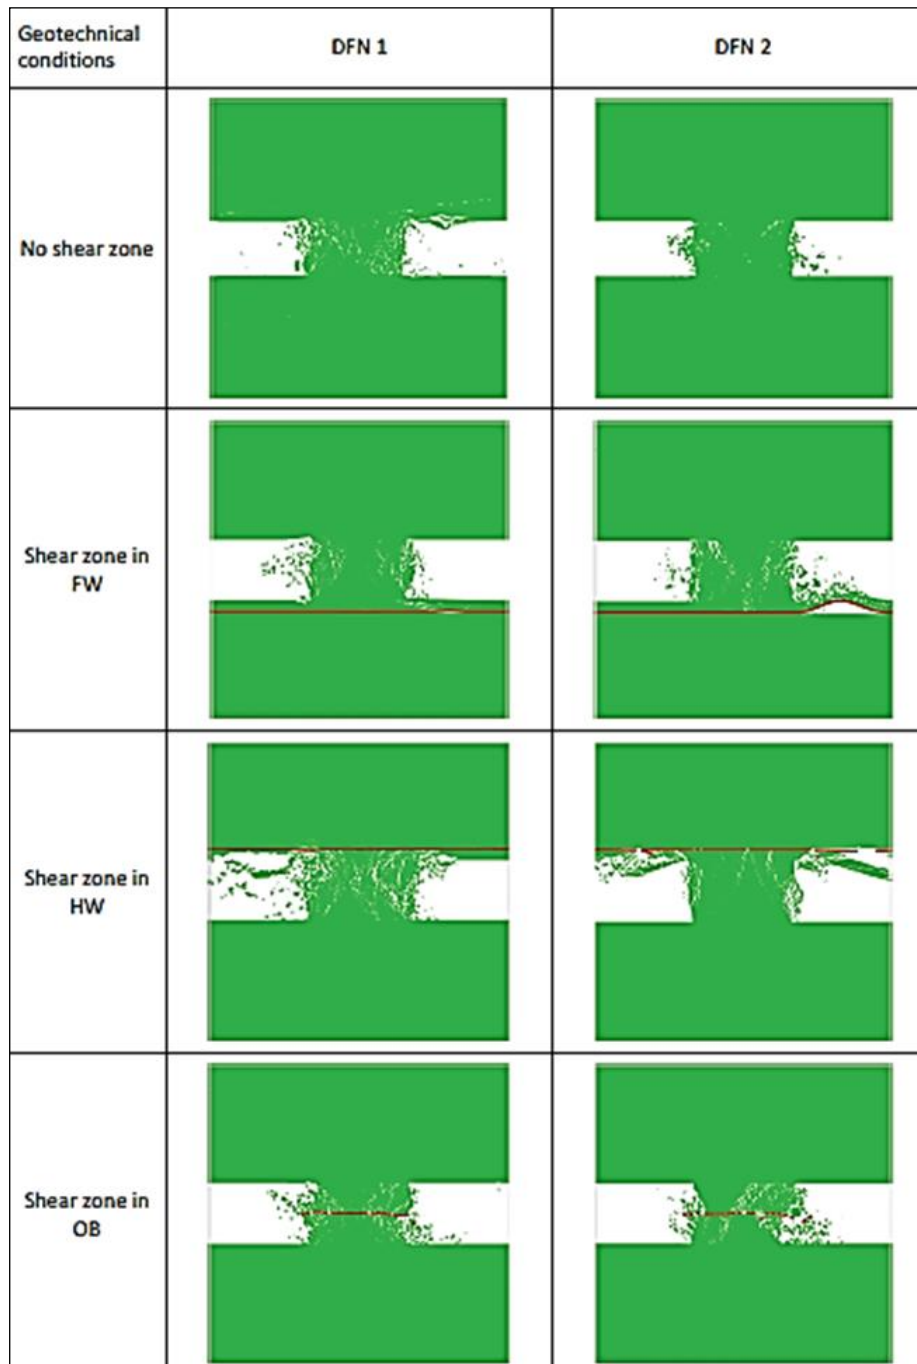 Geotechnical
conditions
DFN 1
DFN 2
No shear zone
Shear zone in
FW
Shear zone in
HW
Shear zone in
OB